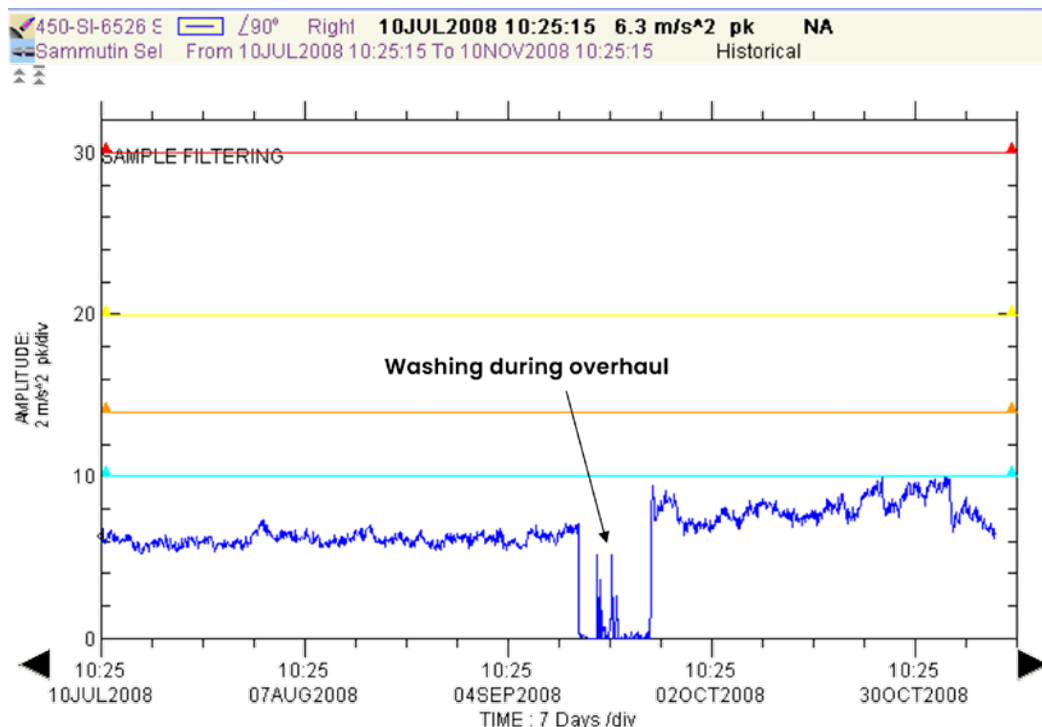 450-SI-6526 S ∠90° Right 10JUL2008 10:25:15 6.3 m/s^2 pk NA
Sammutin Sel From 10JUL2008 10:25:15 To 10NOV2008 10:25:15 Historical
SAMPLE FILTERING
30
20
Washing during overhaul
10
0
AMPLITUDE:
2 m/s^2 pk/div
10:25 10:25 10:25 10:25 10:25
10JUL2008 07AUG2008 04SEP2008 02OCT2008 30OCT2008
TIME : 7 Days /div